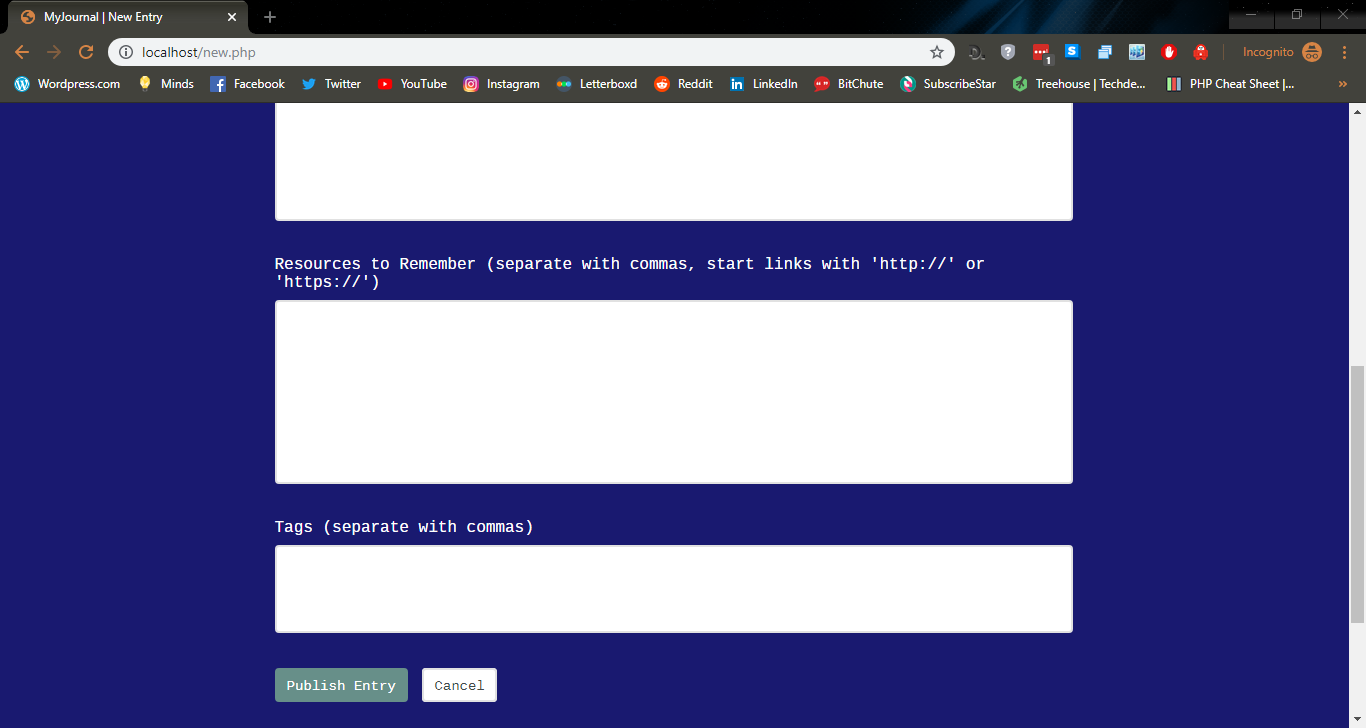 MyJournal | New Entry
localhost/new.php
1
Incognito
Wordpress.com Minds Facebook Twitter YouTube Instagram Letterboxd Reddit LinkedIn BitChute SubscribeStar Treehouse | Techde... PHP Cheat Sheet |...
Resources to Remember (separate with commas, start links with 'http://' or
'https://')
Tags (separate with commas)
Publish Entry Cancel